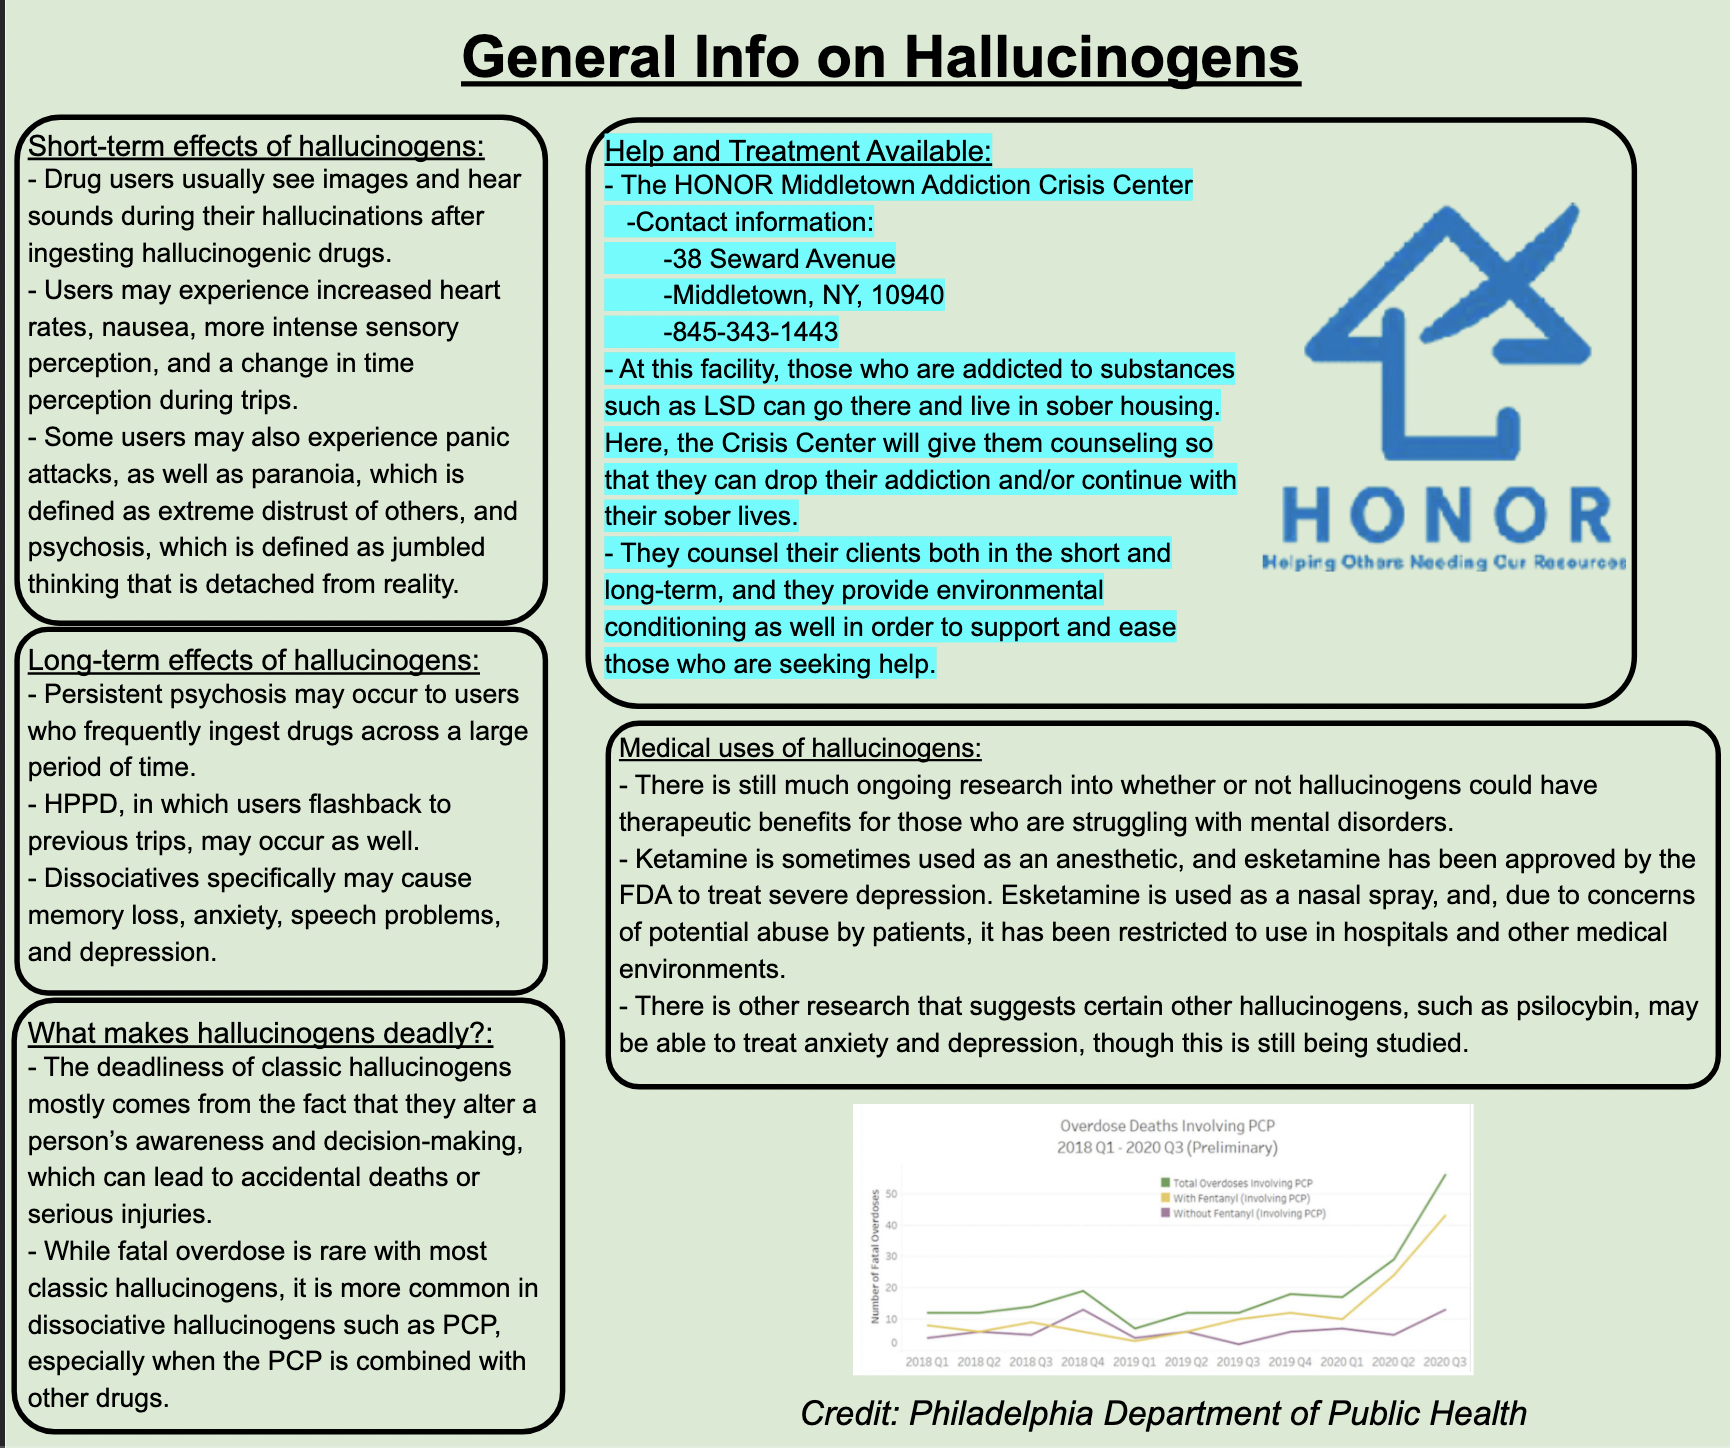 General Info on Hallucinogens
Short-term effects of hallucinogens:
- Drug users usually see images and hear
sounds during their hallucinations after
ingesting hallucinogenic drugs.
- Users may experience increased heart
rates, nausea, more intense sensory
perception, and a change in time
perception during trips.
- Some users may also experience panic
attacks, as well as paranoia, which is
defined as extreme distrust of others, and
psychosis, which is defined as jumbled
thinking that is detached from reality.
Long-term effects of hallucinogens:
- Persistent psychosis may occur to users
who frequently ingest drugs across a large
period of time.
- HPPD, in which users flashback to
previous trips, may occur as well.
- Dissociatives specifically may cause
memory loss, anxiety, speech problems,
and depression.
What makes hallucinogens deadly?:
- The deadliness of classic hallucinogens
mostly comes from the fact that they alter a
person’s awareness and decision-making,
which can lead to accidental deaths or
serious injuries.
- While fatal overdose is rare with most
classic hallucinogens, it is more common in
dissociative hallucinogens such as PCP,
especially when the PCP is combined with
other drugs.
Help and Treatment Available:
- The HONOR Middletown Addiction Crisis Center
-Contact information:
-38 Seward Avenue
-Middletown, NY, 10940
-845-343-1443
- At this facility, those who are addicted to substances
such as LSD can go there and live in sober housing.
Here, the Crisis Center will give them counseling so
that they can drop their addiction and/or continue with
their sober lives.
- They counsel their clients both in the short and
long-term, and they provide environmental
conditioning as well in order to support and ease
those who are seeking help.
HONOR
Helping Others Needing Our Resources
Medical uses of hallucinogens:
- There is still much ongoing research into whether or not hallucinogens could have
therapeutic benefits for those who are struggling with mental disorders.
- Ketamine is sometimes used as an anesthetic, and esketamine has been approved by the
FDA to treat severe depression. Esketamine is used as a nasal spray, and, due to concerns
of potential abuse by patients, it has been restricted to use in hospitals and other medical
environments.
- There is other research that suggests certain other hallucinogens, such as psilocybin, may
be able to treat anxiety and depression, though this is still being studied.
Overdose Deaths Involving PCP
2018 Q1 - 2020 Q3 (Preliminary)
Total Overdoses Involving PCP
With Fentanyl (Involving PCP)
Without Fentanyl (Involving PCP)
Number of Fatal Overdoses
50
40
30
20
10
0
2018 Q1 2018 Q2 2018 Q3 2018 Q4 2019 Q1 2019 Q2 2019 Q3 2019 Q4 2020 Q1 2020 Q2 2020 Q3
Credit: Philadelphia Department of Public Health